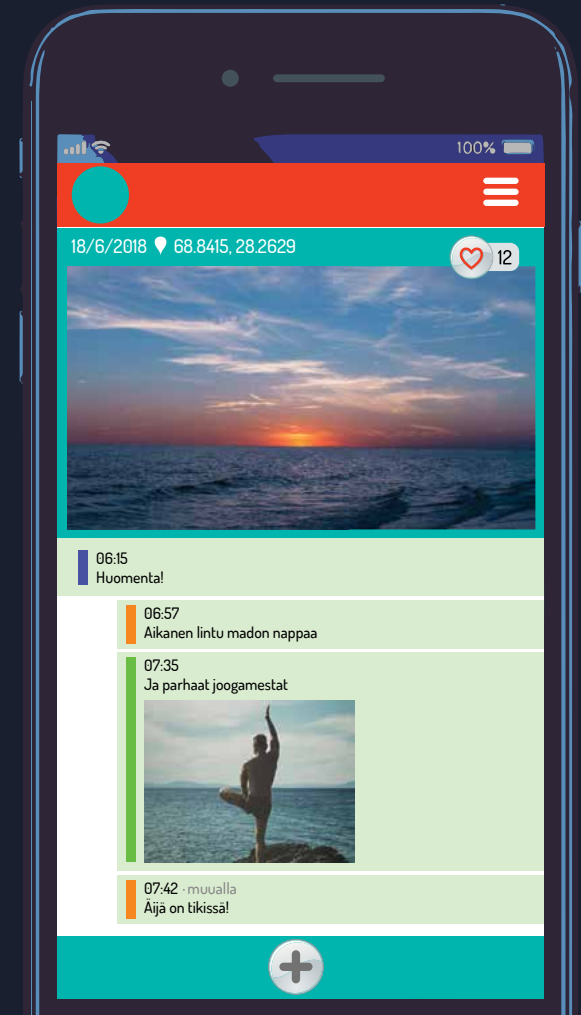 100%
18/6/2018 68.8415, 28.2629
12
06:15
Huomenta!
06:57
Aikanen lintu madon nappaa
07:35
Ja parhaat joogamestat
07:42 · muualla
Äijä on tikissä!